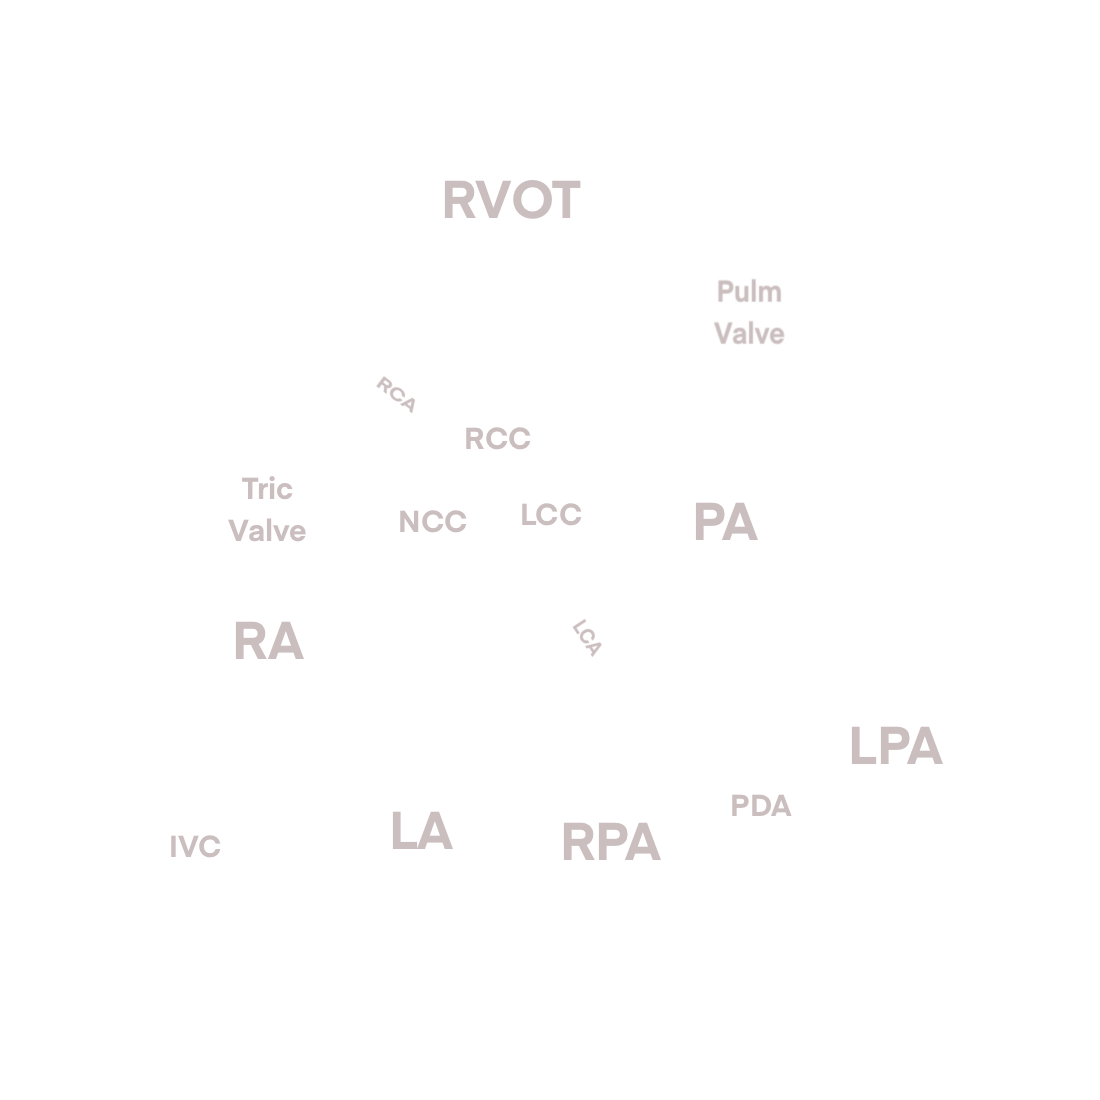 RVOT
Pulm
Valve
RCA
RCC
Tric
Valve
NCC
LCC
PA
RA
LCA
LPA
PDA
LA
RPA
IVC